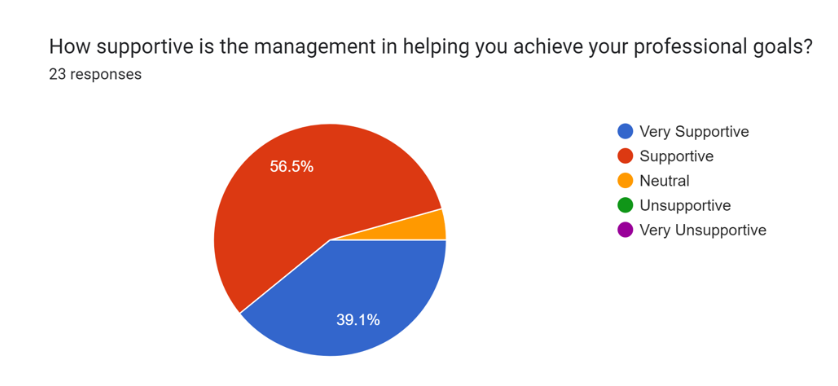 How supportive is the management in helping you achieve your professional goals?
23 responses
56.5%
39.1%
Very Supportive
Supportive
Neutral
Unsupportive
Very Unsupportive